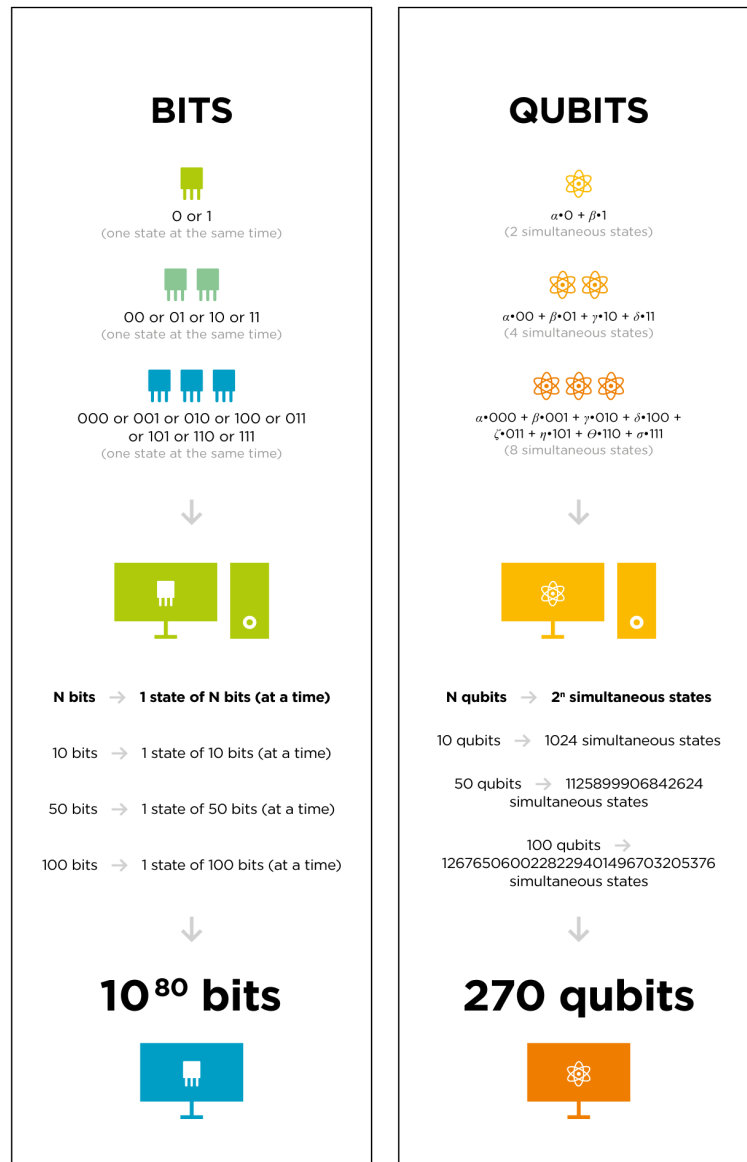 BITS
0 or 1
(one state at the same time)
00 or 01 or 10 or 11
(one state at the same time)
000 or 001 or 010 or 100 or 011
or 101 or 110 or 111
(one state at the same time)
N bits → 1 state of N bits (at a time)
10 bits → 1 state of 10 bits (at a time)
50 bits → 1 state of 50 bits (at a time)
100 bits → 1 state of 100 bits (at a time)
10⁸⁰ bits
QUBITS
α•0 + β•1
(2 simultaneous states)
α•00 + β•01 + γ•10 + δ•11
(4 simultaneous states)
α•000 + β•001 + γ•010 + δ•100 +
ζ•011 + η•101 + Θ•110 + σ•111
(8 simultaneous states)
N qubits → 2ⁿ simultaneous states
10 qubits → 1024 simultaneous states
50 qubits → 1125899906842624
simultaneous states
100 qubits →
1267650600228229401496703205376
simultaneous states
270 qubits